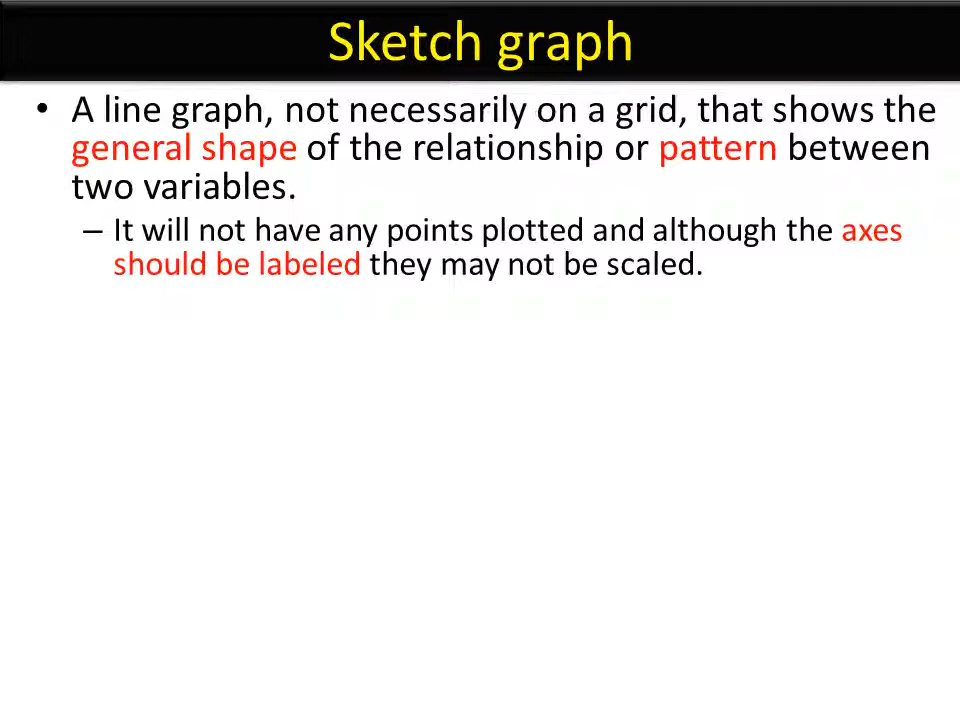 Sketch graph
• A line graph, not necessarily on a grid, that shows the
general shape of the relationship or pattern between
two variables.
– It will not have any points plotted and although the axes
should be labeled they may not be scaled.